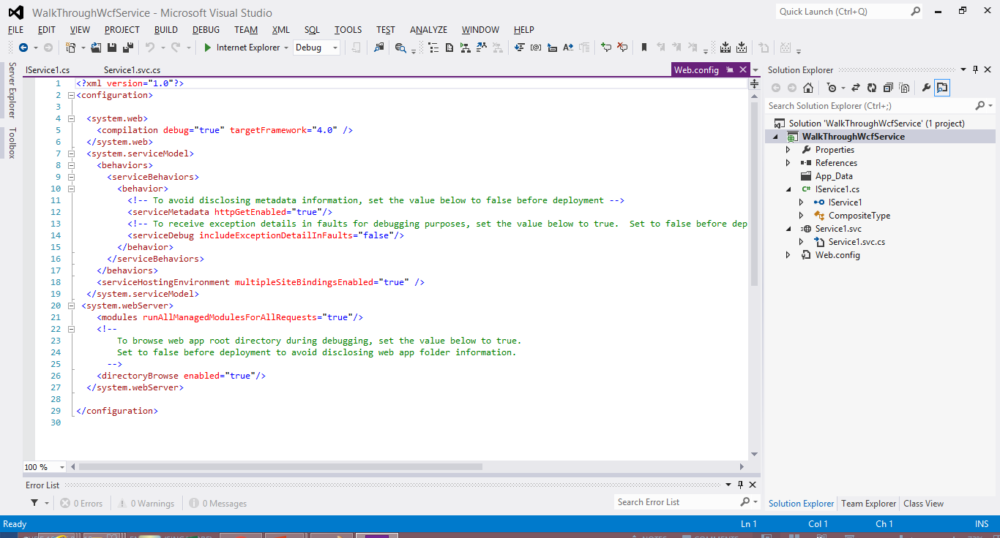 WalkThroughWcfService - Microsoft Visual Studio
Quick Launch (Ctrl+Q)
FILE EDIT VIEW PROJECT BUILD DEBUG TEAM XML SQL TOOLS TEST ANALYZE WINDOW HELP
Internet Explorer Debug
Server Explorer
Toolbox
IService1.cs Service1.svc.cs Web.config
1 <?xml version="1.0"?>
2 <configuration>
3
4 <system.web>
5 <compilation debug="true" targetFramework="4.0" />
6 </system.web>
7 <system.serviceModel>
8 <behaviors>
9 <serviceBehaviors>
10 <behavior>
11 <!-- To avoid disclosing metadata information, set the value below to false before deployment -->
12 <serviceMetadata httpGetEnabled="true"/>
13 <!-- To receive exception details in faults for debugging purposes, set the value below to true.  Set to false before dep
14 <serviceDebug includeExceptionDetailInFaults="false"/>
15 </behavior>
16 </serviceBehaviors>
17 </behaviors>
18 <serviceHostingEnvironment multipleSiteBindingsEnabled="true" />
19 </system.serviceModel>
20 <system.webServer>
21 <modules runAllManagedModulesForAllRequests="true"/>
22 <!--
23 To browse web app root directory during debugging, set the value below to true.
24 Set to false before deployment to avoid disclosing web app folder information.
25 -->
26 <directoryBrowse enabled="true"/>
27 </system.webServer>
28
29 </configuration>
30
100 %
Error List
0 Errors 0 Warnings 0 Messages
Search Error List
Solution Explorer
Search Solution Explorer (Ctrl+;)
Solution 'WalkThroughWcfService' (1 project)
WalkThroughWcfService
Properties
References
App_Data
C# IService1.cs
IService1
CompositeType
Service1.svc
Service1.svc.cs
Web.config
Solution Explorer Team Explorer Class View
Ready Ln 1 Col 1 Ch 1 INS